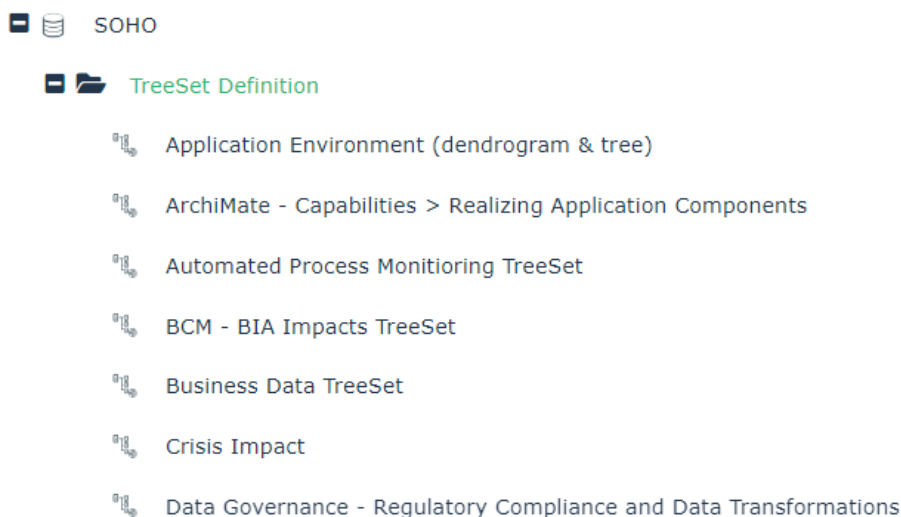 SOHO
TreeSet Definition
Application Environment (dendrogram & tree)
ArchiMate - Capabilities > Realizing Application Components
Automated Process Monitioring TreeSet
BCM - BIA Impacts TreeSet
Business Data TreeSet
Crisis Impact
Data Governance - Regulatory Compliance and Data Transformations